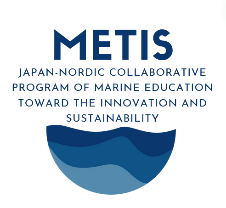 METIS
JAPAN-NORDIC COLLABORATIVE
PROGRAM OF MARINE EDUCATION
TOWARD THE INNOVATION AND
SUSTAINABILITY